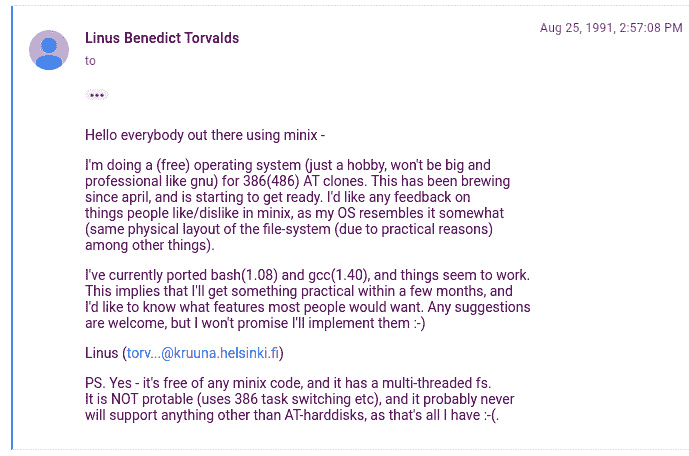 Linus Benedict Torvalds
Aug 25, 1991, 2:57:08 PM
to
Hello everybody out there using minix -
I'm doing a (free) operating system (just a hobby, won't be big and
professional like gnu) for 386(486) AT clones. This has been brewing
since april, and is starting to get ready. I'd like any feedback on
things people like/dislike in minix, as my OS resembles it somewhat
(same physical layout of the file-system (due to practical reasons)
among other things).
I've currently ported bash(1.08) and gcc(1.40), and things seem to work.
This implies that I'll get something practical within a few months, and
I'd like to know what features most people would want. Any suggestions
are welcome, but I won't promise I'll implement them :-)
Linus (torv...@kruuna.helsinki.fi)
PS. Yes - it's free of any minix code, and it has a multi-threaded fs.
It is NOT protable (uses 386 task switching etc), and it probably never
will support anything other than AT-harddisks, as that's all I have :-(.